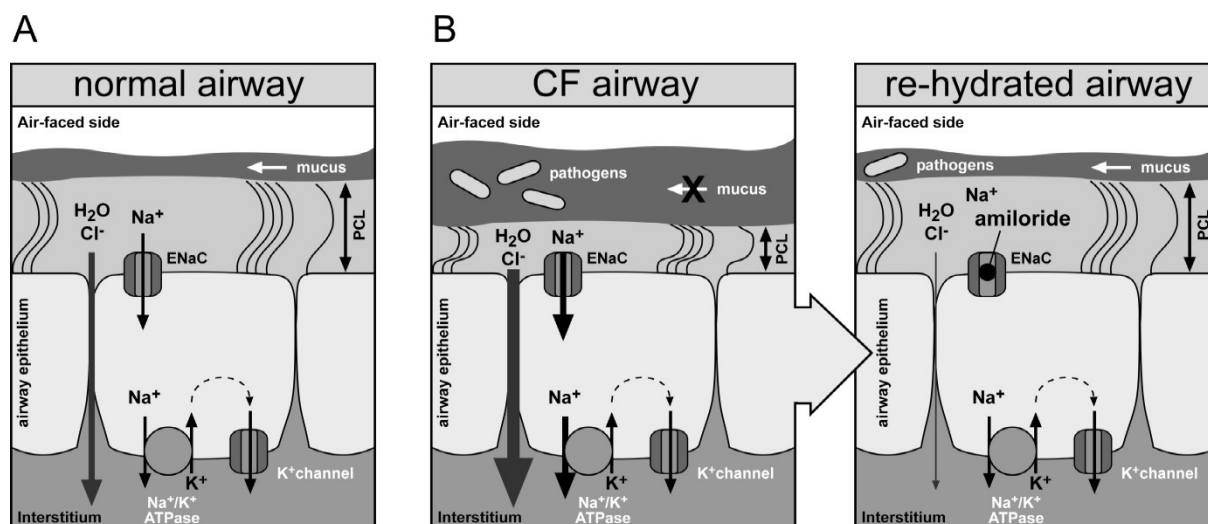 A
normal airway
Air-faced side
mucus
H₂O
Cl⁻
Na⁺
PCL
ENaC
airway epithelium
Na⁺
K⁺
K⁺channel
Na⁺/K⁺
ATPase
Interstitium
B
CF airway
Air-faced side
pathogens
X
mucus
H₂O
Cl⁻
Na⁺
PCL
ENaC
airway epithelium
Na⁺
K⁺
K⁺channel
Na⁺/K⁺
ATPase
Interstitium
re-hydrated airway
Air-faced side
pathogens
mucus
Na⁺
H₂O
Cl⁻
amiloride
PCL
ENaC
airway epithelium
Na⁺
K⁺
K⁺channel
Na⁺/K⁺
ATPase
Interstitium